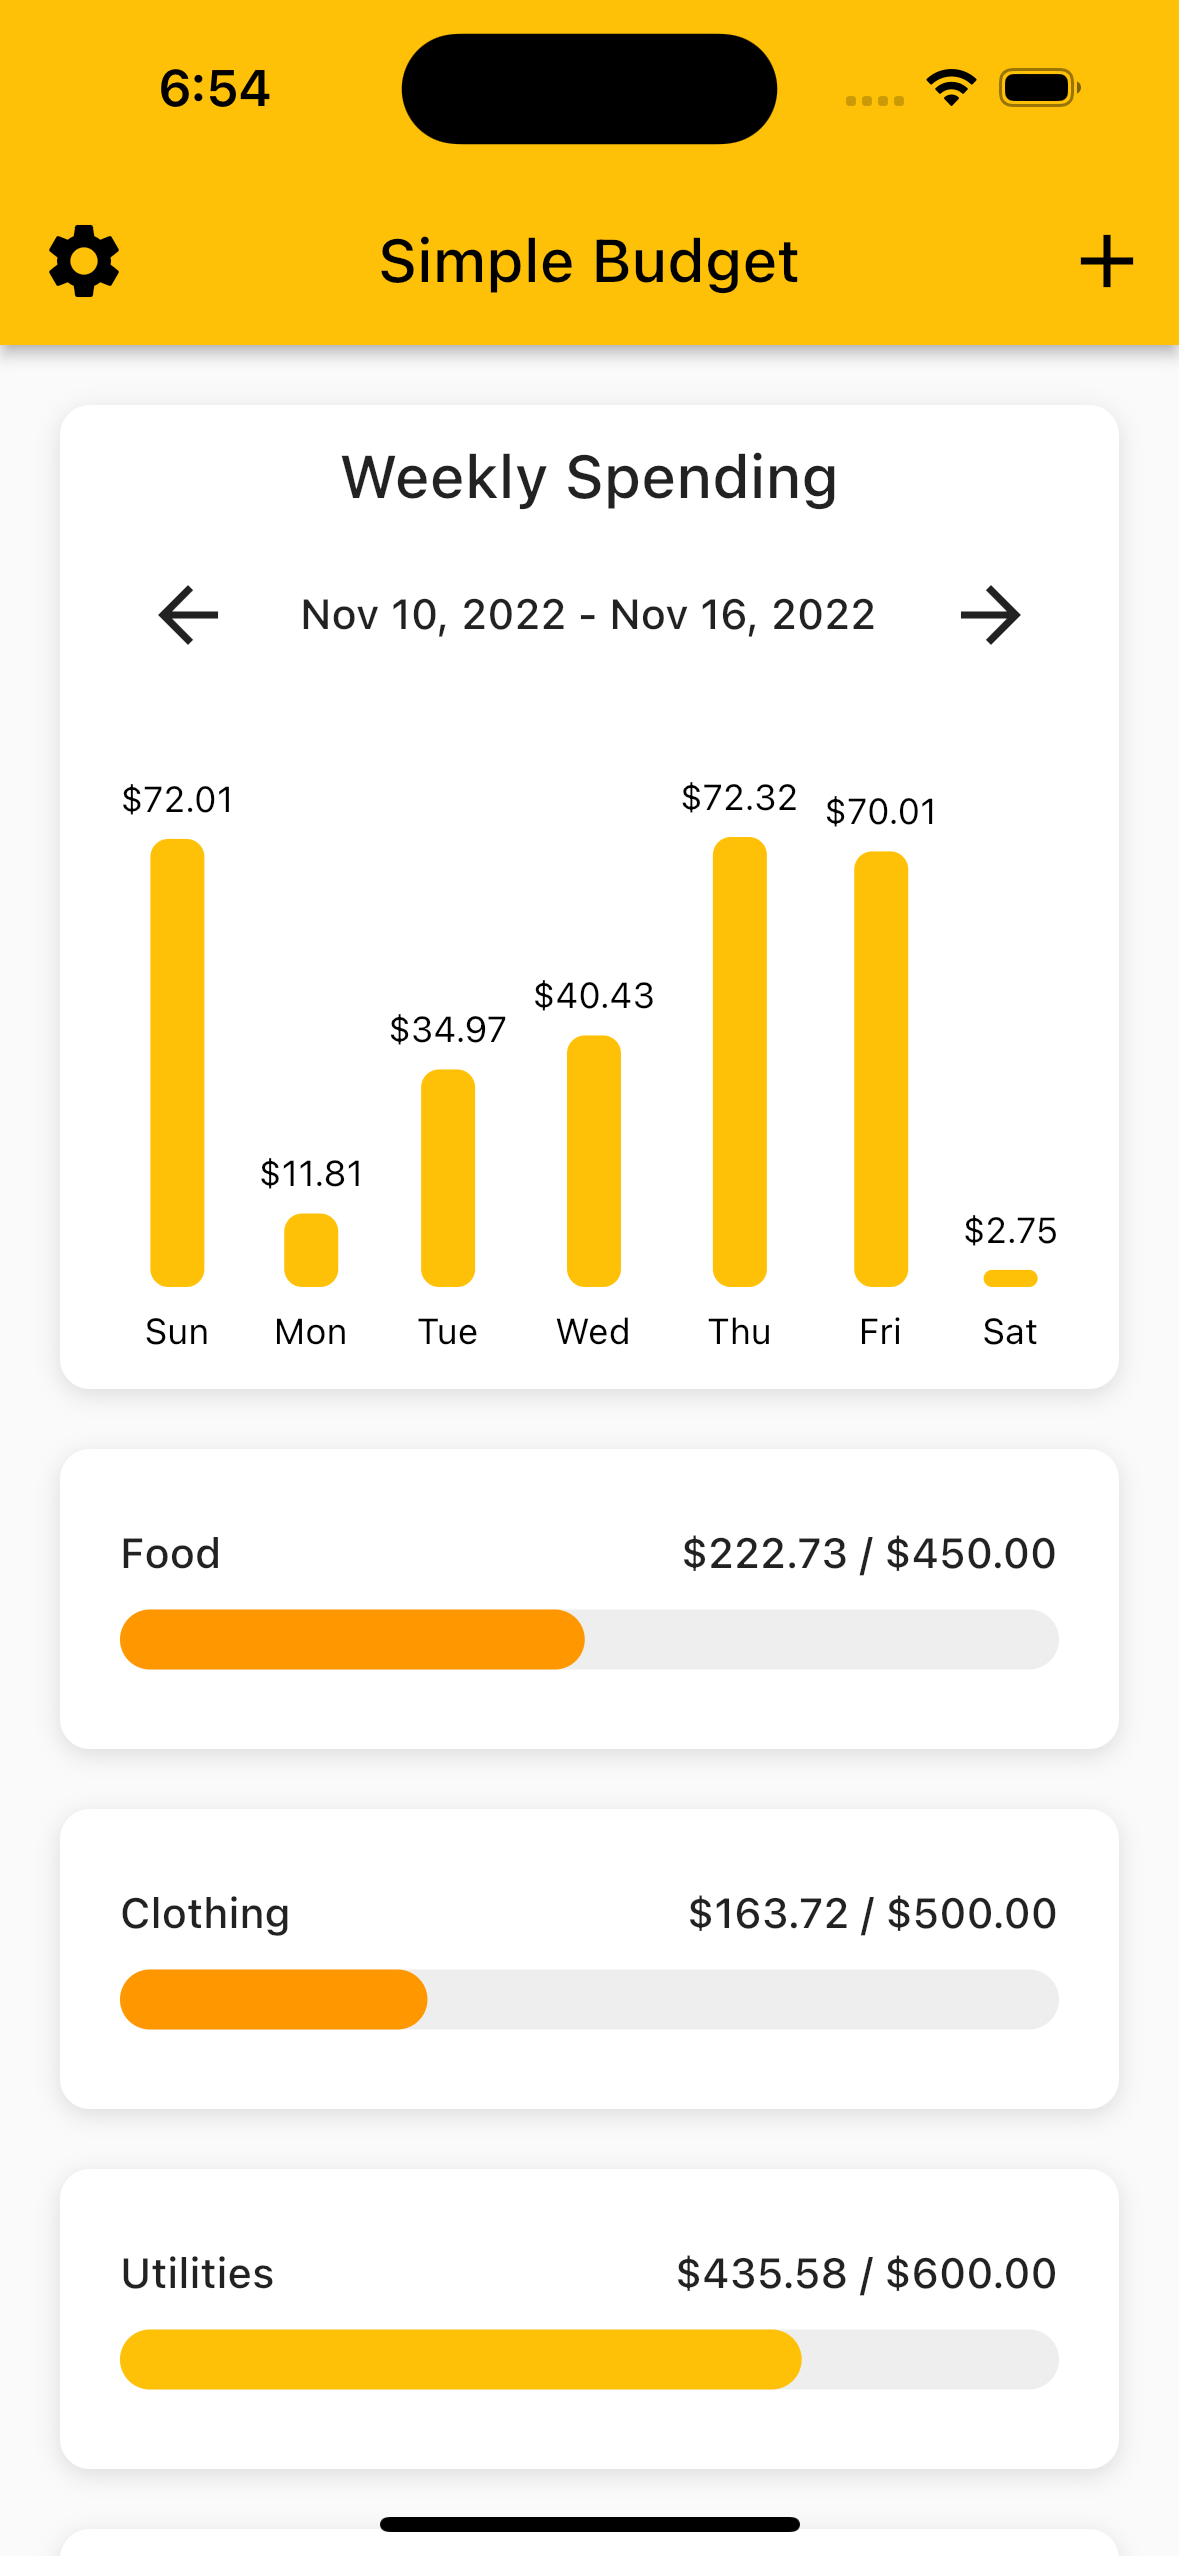 6:54
Simple Budget
Weekly Spending
Nov 10, 2022 - Nov 16, 2022
$72.01 $11.81 $34.97 $40.43 $72.32 $70.01 $2.75
Sun Mon Tue Wed Thu Fri Sat
Food $222.73 / $450.00
Clothing $163.72 / $500.00
Utilities $435.58 / $600.00